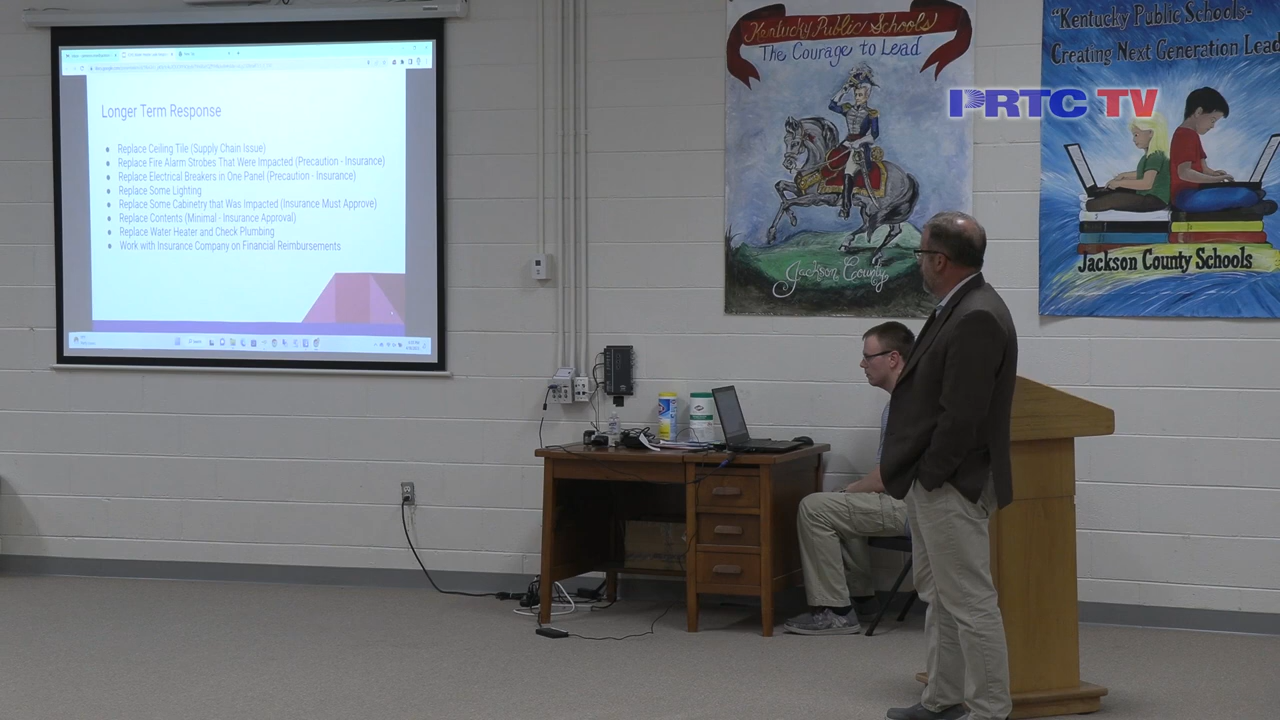 Longer Term Response
Replace Ceiling Tile (Supply Chain Issue)
Replace Fire Alarm Strobes That Were Impacted (Precaution - Insurance)
Replace Electrical Breakers in One Panel (Precaution - Insurance)
Replace Some Lighting
Replace Some Cabinetry that Was Impacted (Insurance Must Approve)
Replace Contents (Minimal - Insurance Approval)
Replace Water Heater and Check Plumbing
Work with Insurance Company on Financial Reimbursements
Kentucky Public Schools
The Courage to Lead
Jackson County
"Kentucky Public Schools-
Creating Next Generation Lead
Jackson County Schools
PRTC TV